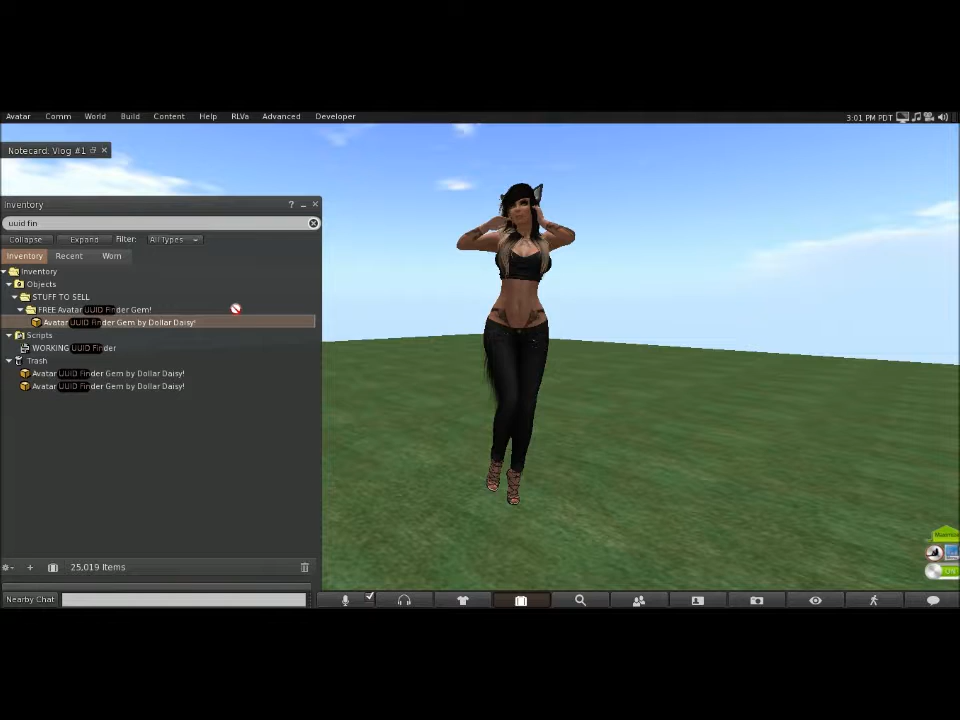 Avatar Comm World Build Content Help RLVa Advanced Developer 3:01 PM PDT
Notecard: Vlog #1
Inventory ?
uuid fin
Collapse Expand Filter: All Types
Inventory Recent Worn
Inventory
Objects
STUFF TO SELL
FREE Avatar UUID Finder Gem!
Avatar UUID Finder Gem by Dollar Daisy!
Scripts
WORKING UUID Finder
Trash
Avatar UUID Finder Gem by Dollar Daisy!
Avatar UUID Finder Gem by Dollar Daisy!
25,019 Items
Nearby Chat